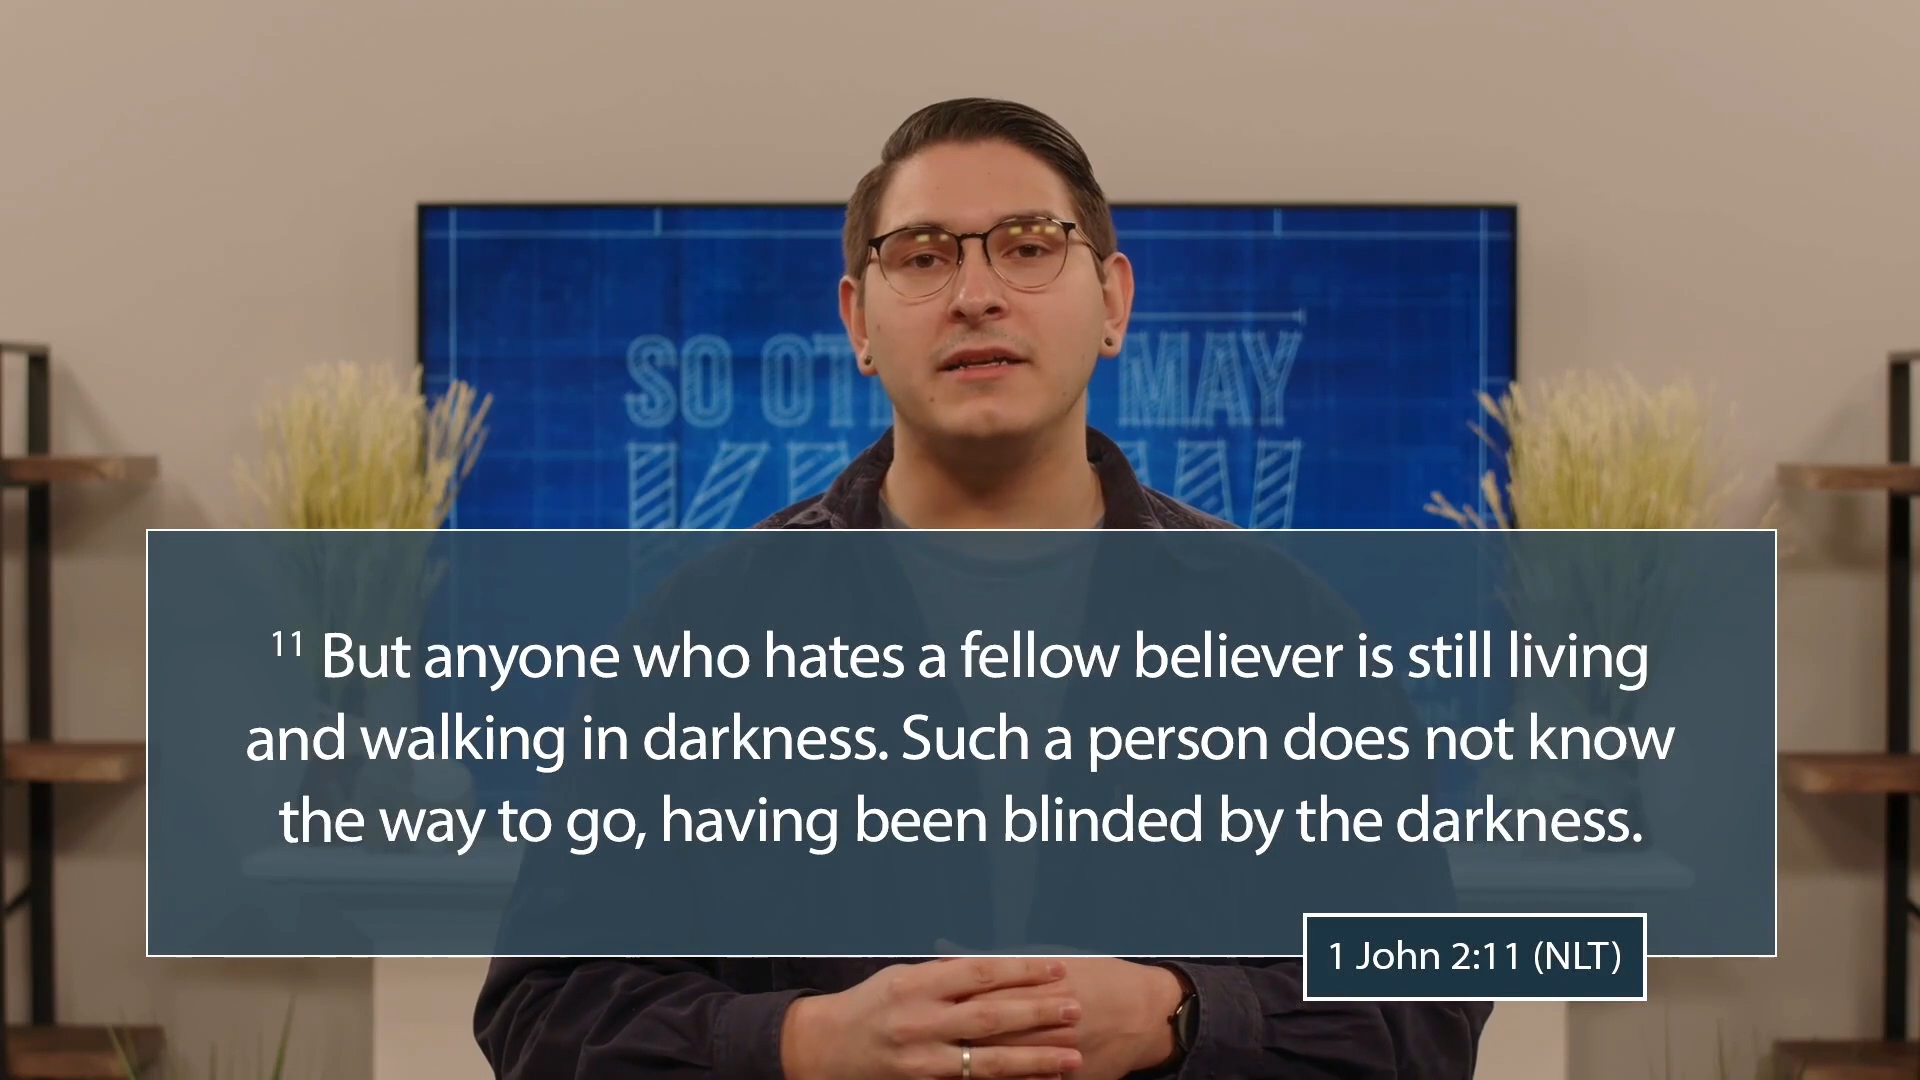 SO OT MAY
11 But anyone who hates a fellow believer is still living
and walking in darkness. Such a person does not know
the way to go, having been blinded by the darkness.
1 John 2:11 (NLT)